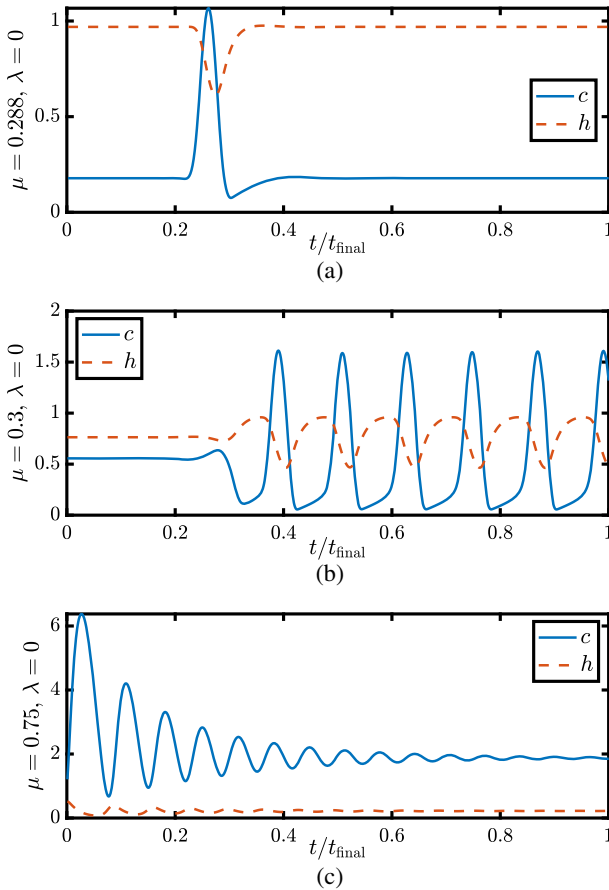 μ = 0.288, λ = 0
1
0.5
0
c
h
0 0.2 0.4 0.6 0.8 1
t/t_final
(a)
μ = 0.3, λ = 0
2
1.5
1
0.5
0
c
h
0 0.2 0.4 0.6 0.8 1
t/t_final
(b)
μ = 0.75, λ = 0
6
4
2
0
c
h
0 0.2 0.4 0.6 0.8 1
t/t_final
(c)